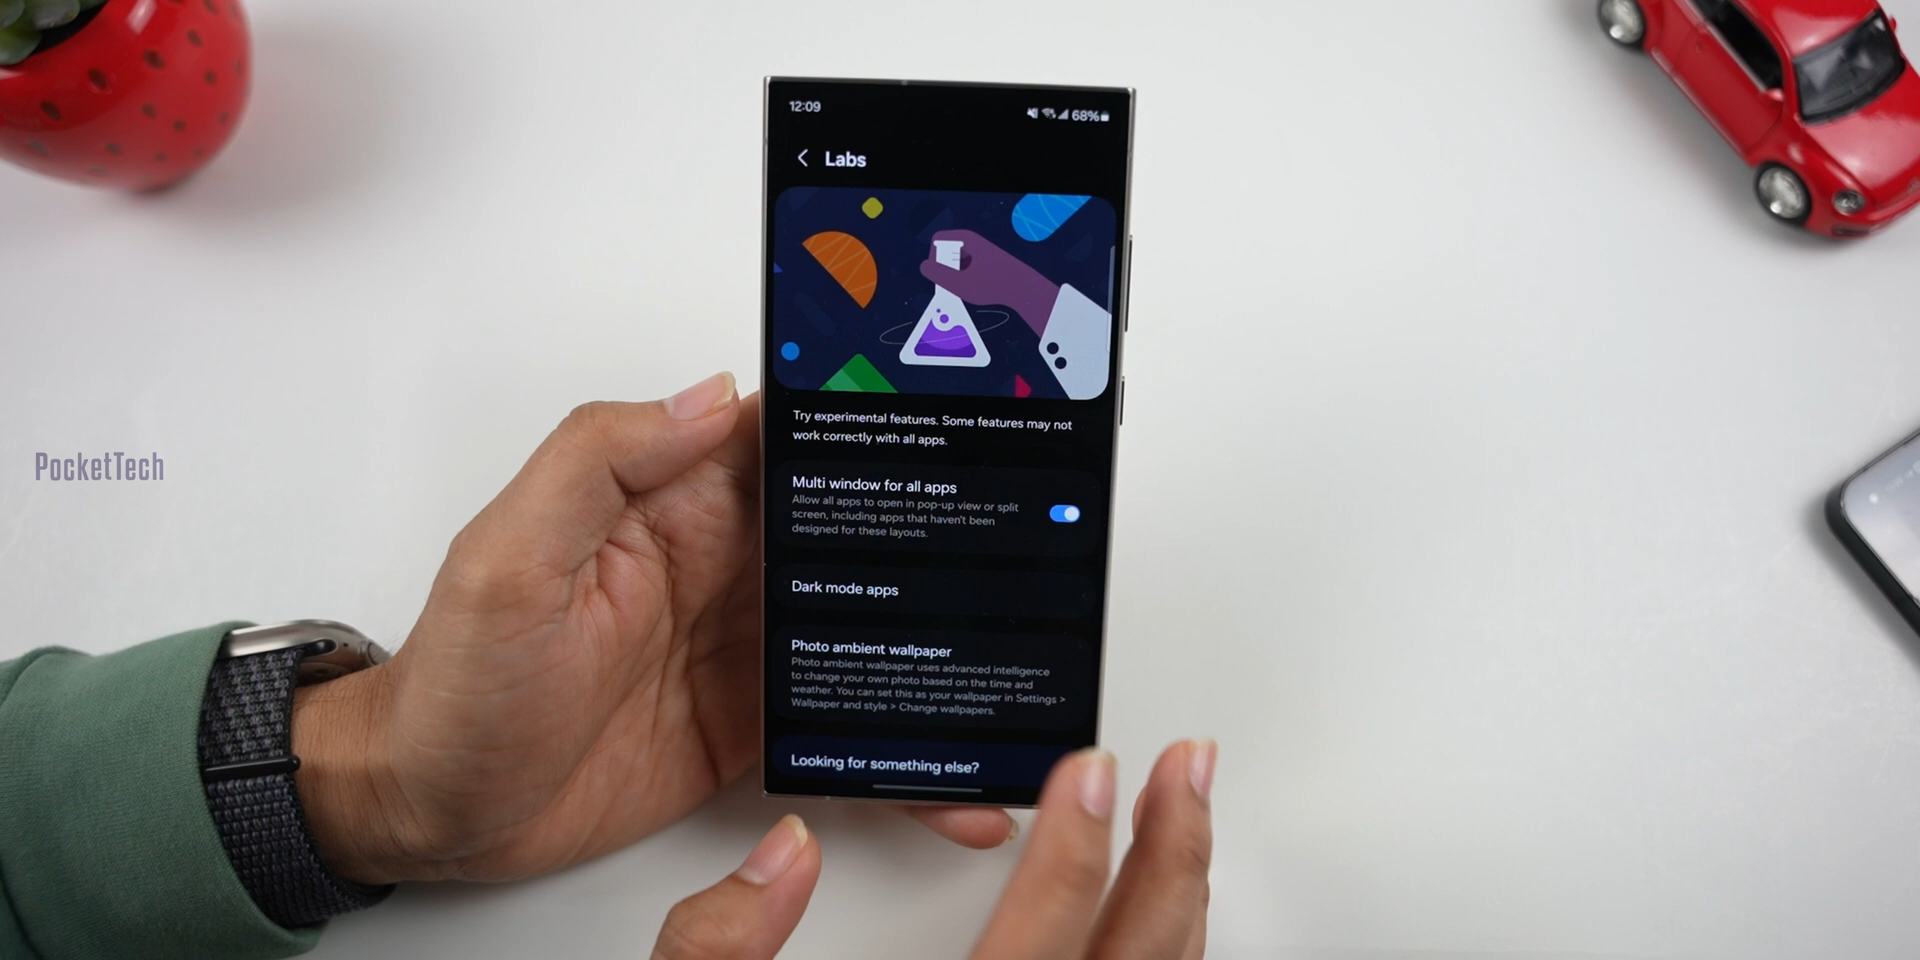 12:09
68%
Labs
Try experimental features. Some features may not
work correctly with all apps.
Multi window for all apps
Allow all apps to open in pop-up view or split
screen, including apps that haven't been
designed for these layouts.
Dark mode apps
Photo ambient wallpaper
Photo ambient wallpaper uses advanced intelligence
to change your own photo based on the time and
weather. You can set this as your wallpaper in Settings >
Wallpaper and style > Change wallpapers.
Looking for something else?
PocketTech